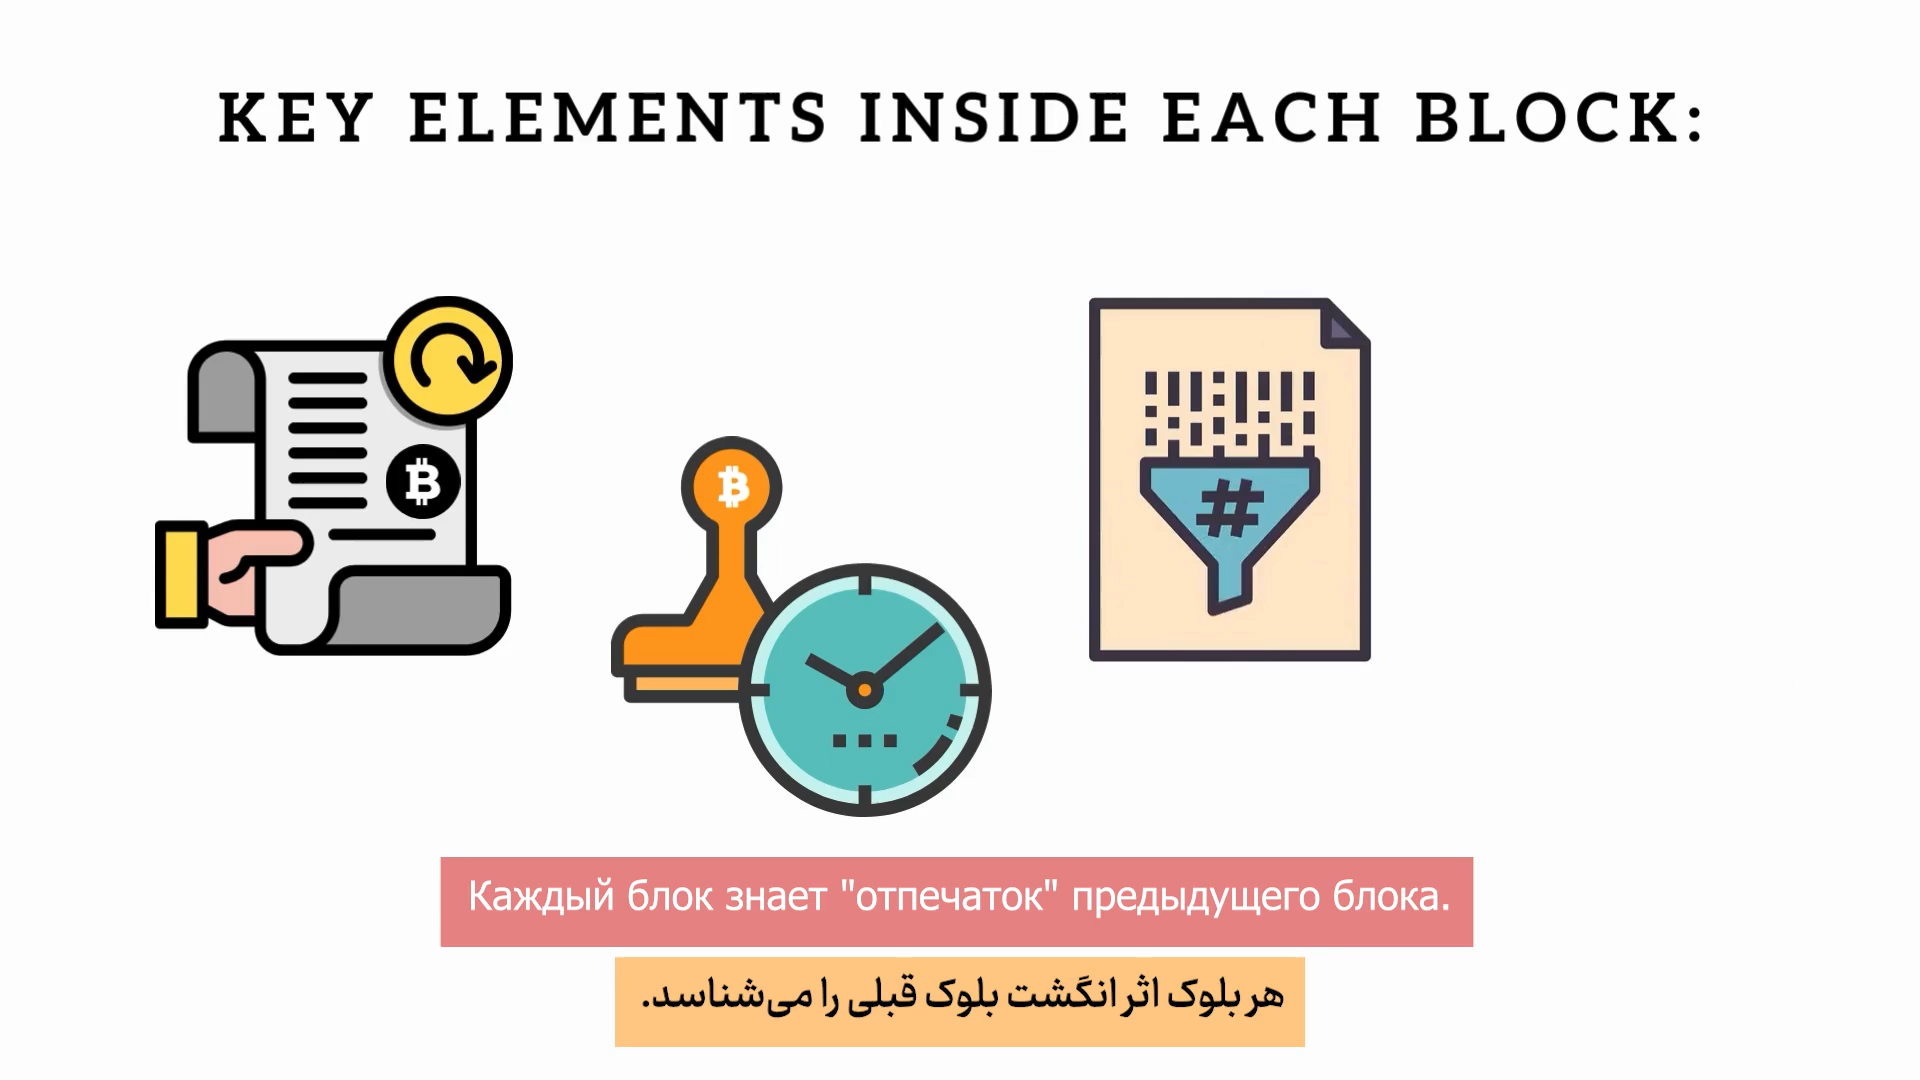 KEY ELEMENTS INSIDE EACH BLOCK:
#
Каждый блок знает "отпечаток" предыдущего блока.
هر بلوک اثر انگشت بلوک قبلی را می‌شناسد.